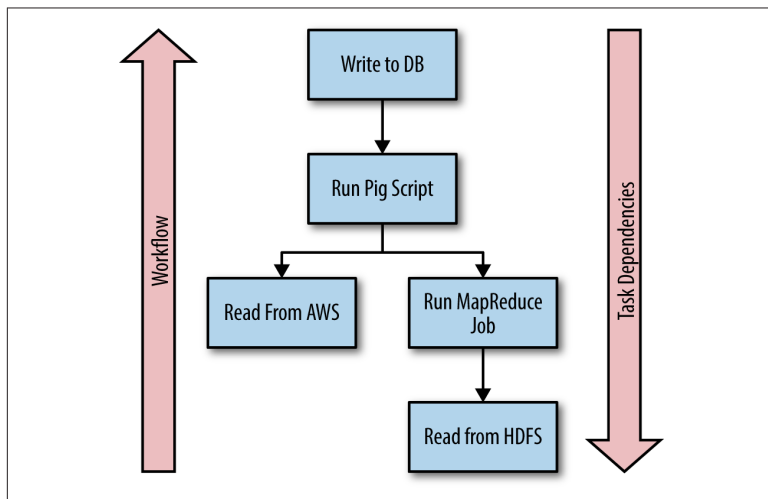 Write to DB
Run Pig Script
Workflow
Task Dependencies
Read From AWS
Run MapReduce
Job
Read from HDFS